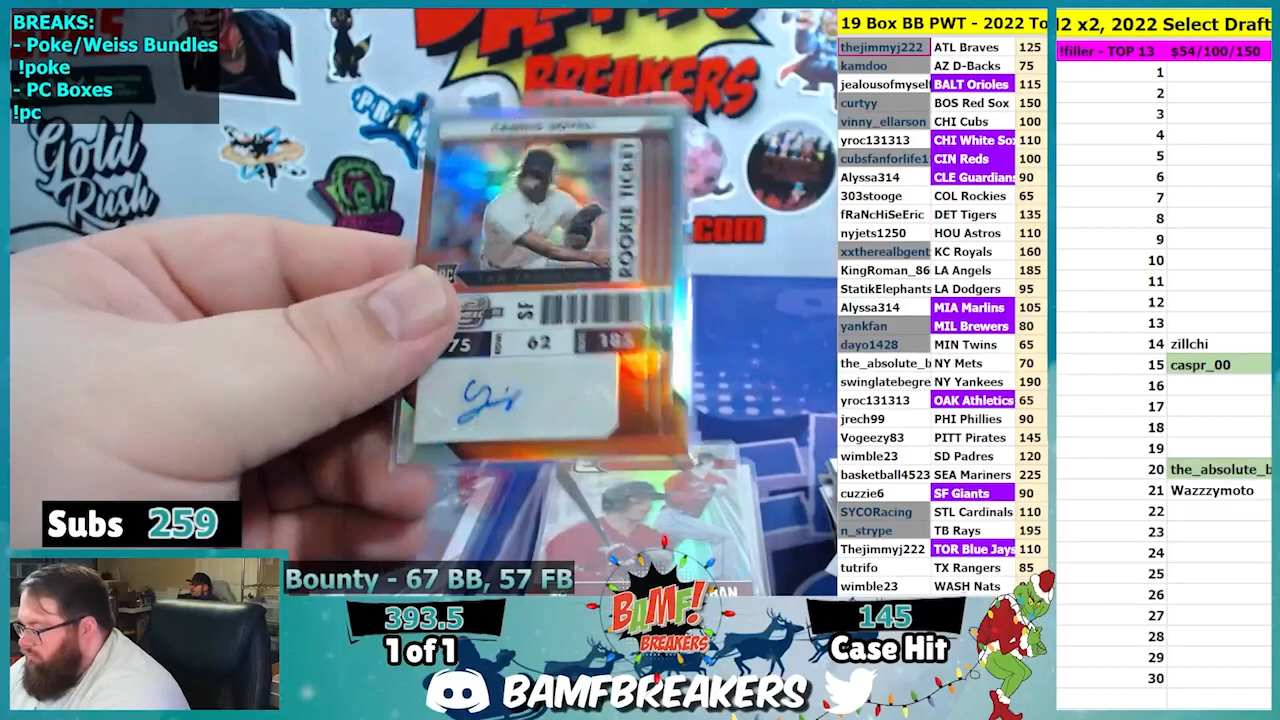 BREAKS:
- Poke/Weiss Bundles
!poke
- PC Boxes
!pc
Gold
Rush
BREAKERS
.COM
ROOKIE TICKET
RC
75 62 185
Subs 259
Bounty - 67 BB, 57 FB
393.5
1 of 1
BAMF!
BREAKERS
145
Case Hit
BAMFBREAKERS
19 Box BB PWT - 2022 To
thejimmyj222 ATL Braves 125
kamdoo AZ D-Backs 75
jealousofmysel BALT Orioles 115
curtyy BOS Red Sox 150
vinny_ellarson CHI Cubs 100
yroc131313 CHI White Sox 110
cubsfanforlife1 CIN Reds 100
Alyssa314 CLE Guardians 90
303stooge COL Rockies 65
fRaNcHiSeEric DET Tigers 135
nyjets1250 HOU Astros 110
xxtherealbgent KC Royals 160
KingRoman_86 LA Angels 185
StatikElephants LA Dodgers 95
Alyssa314 MIA Marlins 105
yankfan MIL Brewers 80
dayo1428 MIN Twins 65
the_absolute_b NY Mets 70
swinglatebegre NY Yankees 190
yroc131313 OAK Athletics 65
jrech99 PHI Phillies 90
Vogeezy83 PITT Pirates 145
wimble23 SD Padres 120
basketball4523 SEA Mariners 225
cuzzie6 SF Giants 90
SYCORacing STL Cardinals 110
n_strype TB Rays 195
Thejimmyj222 TOR Blue Jays 110
tutrifo TX Rangers 85
wimble23 WASH Nats
2 x2, 2022 Select Draft
!filler - TOP 13 $54/100/150
1
2
3
4
5
6
7
8
9
10
11
12
13
14 zillchi
15 caspr_00
16
17
18
19
20 the_absolute_b
21 Wazzzymoto
22
23
24
25
26
27
28
29
30